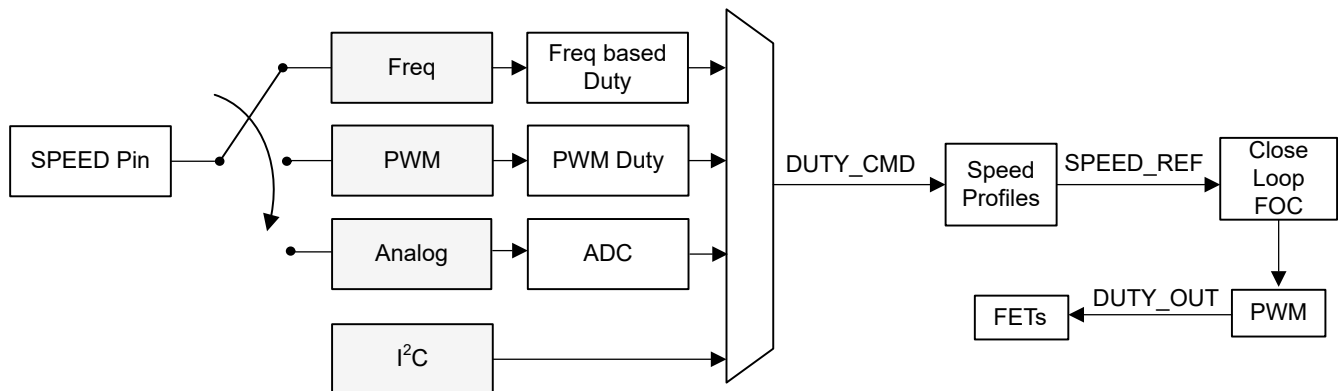 Freq
Freq based
Duty
SPEED Pin
PWM
PWM Duty
DUTY_CMD
Speed
Profiles
SPEED_REF
Close
Loop
FOC
Analog
ADC
I²C
FETs
DUTY_OUT
PWM